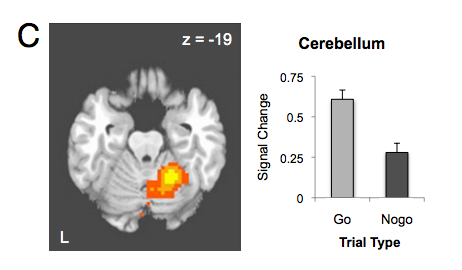 C
z = -19
L
Cerebellum
Signal Change
0.75
0.5
0.25
0
Go Nogo
Trial Type